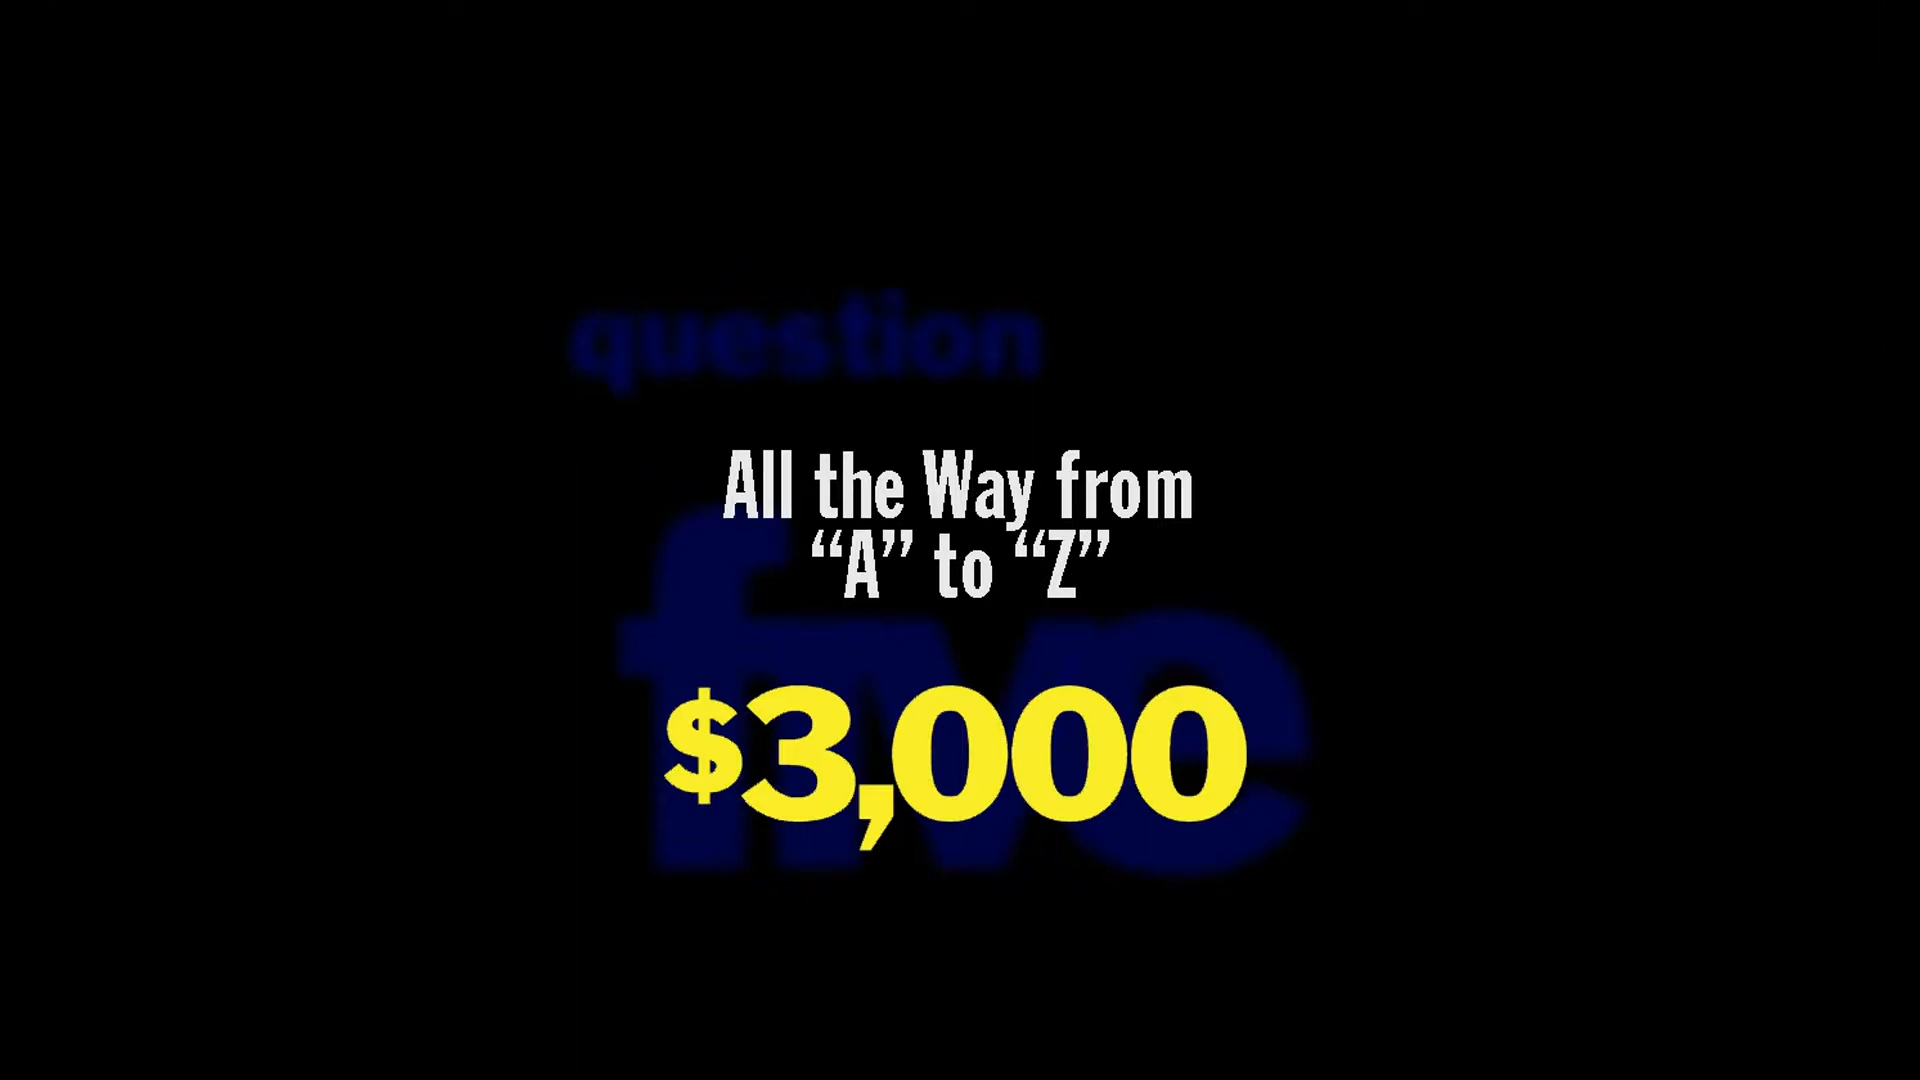 question
All the Way from
“A” to “Z”
five
$3,000